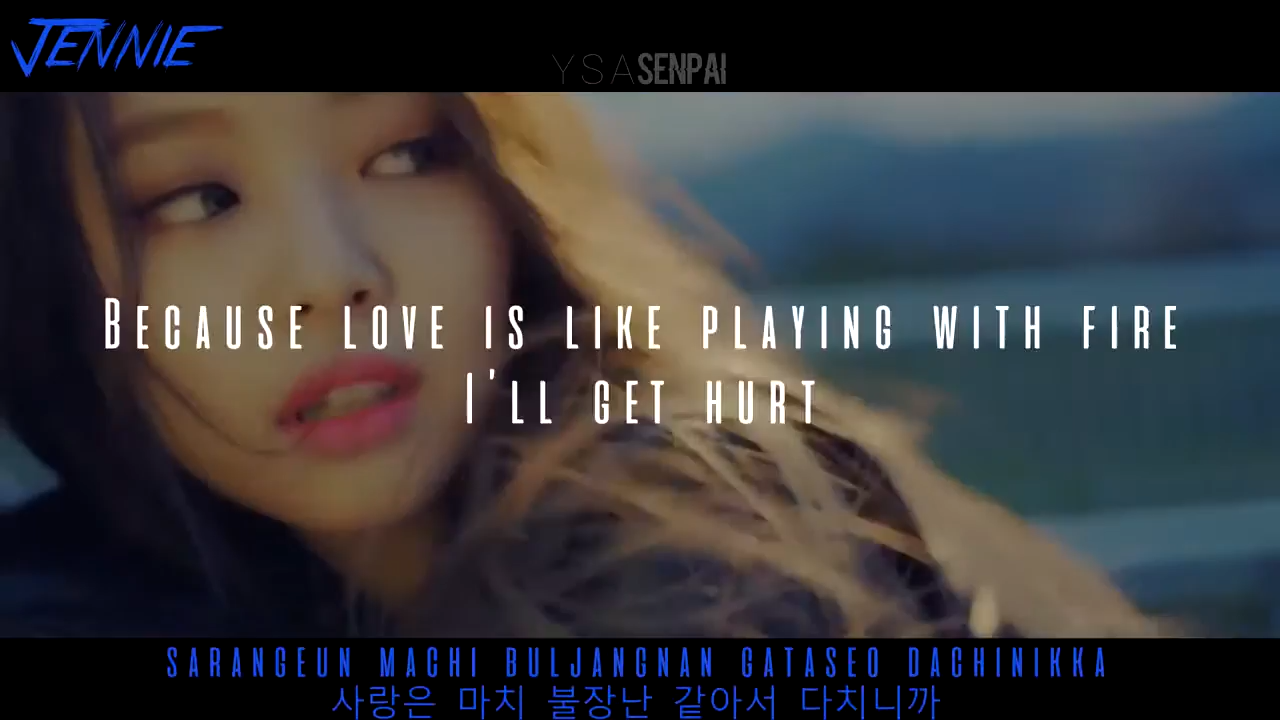 JENNIE
YSASENPAI
Because love is like playing with fire
I'll get hurt
SARANGEUN MACHI BULJANGNAN GATASEO DACHINIKKA
사랑은 마치 불장난 같아서 다치니까